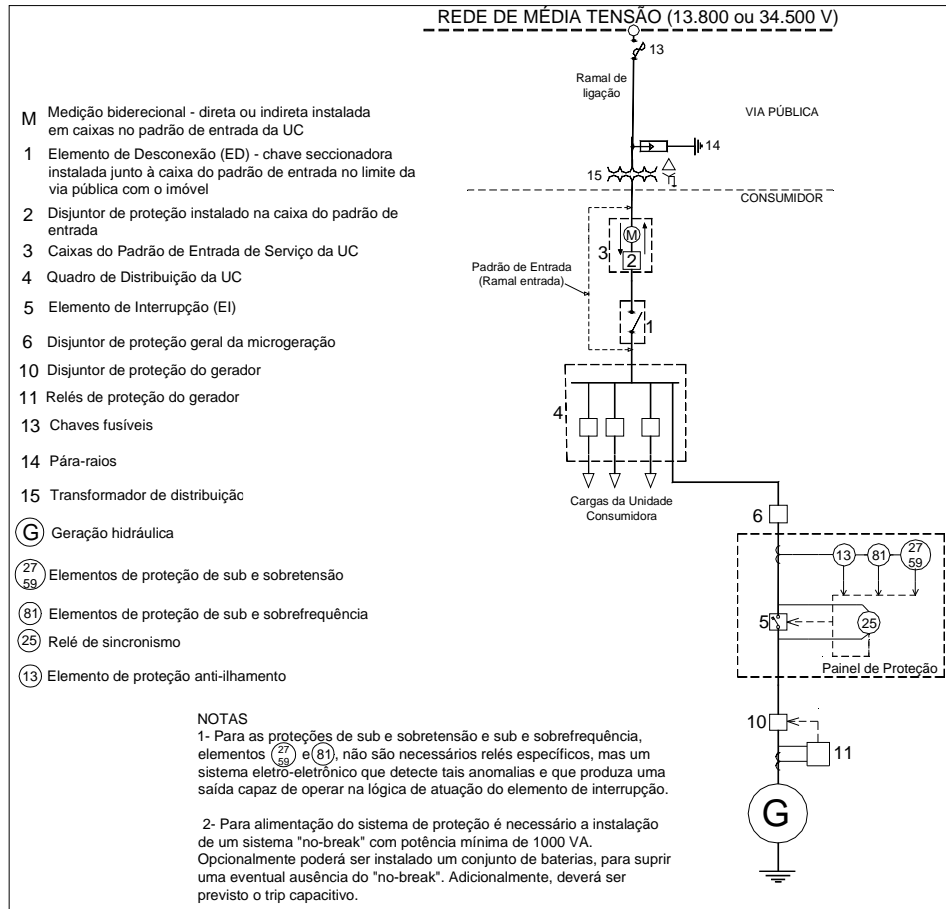 REDE DE MÉDIA TENSÃO (13.800 ou 34.500 V)
13
Ramal de
ligação
VIA PÚBLICA
14
15
CONSUMIDOR
M
3
2
Padrão de Entrada
(Ramal entrada)
1
4
Cargas da Unidade
Consumidora
6
13
81
27
59
5
25
Painel de Proteção
10
11
G
M Medição biderecional - direta ou indireta instalada
em caixas no padrão de entrada da UC
1 Elemento de Desconexão (ED) - chave seccionadora
instalada junto à caixa do padrão de entrada no limite da
via pública com o imóvel
2 Disjuntor de proteção instalado na caixa do padrão de
entrada
3 Caixas do Padrão de Entrada de Serviço da UC
4 Quadro de Distribuição da UC
5 Elemento de Interrupção (EI)
6 Disjuntor de proteção geral da microgeração
10 Disjuntor de proteção do gerador
11 Relés de proteção do gerador
13 Chaves fusíveis
14 Pára-raios
15 Transformador de distribuição
G Geração hidráulica
27
59 Elementos de proteção de sub e sobretensão
81 Elementos de proteção de sub e sobrefrequência
25 Relé de sincronismo
13 Elemento de proteção anti-ilhamento
NOTAS
1- Para as proteções de sub e sobretensão e sub e sobrefrequência,
elementos 27 59 e 81, não são necessários relés específicos, mas um
sistema eletro-eletrônico que detecte tais anomalias e que produza uma
saída capaz de operar na lógica de atuação do elemento de interrupção.
2- Para alimentação do sistema de proteção é necessário a instalação
de um sistema "no-break" com potência mínima de 1000 VA.
Opcionalmente poderá ser instalado um conjunto de baterias, para suprir
uma eventual ausência do "no-break". Adicionalmente, deverá ser
previsto o trip capacitivo.